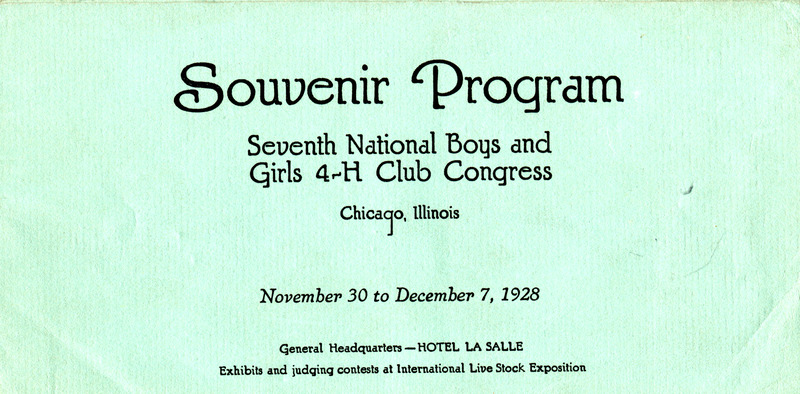 Souvenir Program
Seventh National Boys and
Girls 4-H Club Congress
Chicago, Illinois
November 30 to December 7, 1928
General Headquarters — HOTEL LA SALLE
Exhibits and judging contests at International Live Stock Exposition